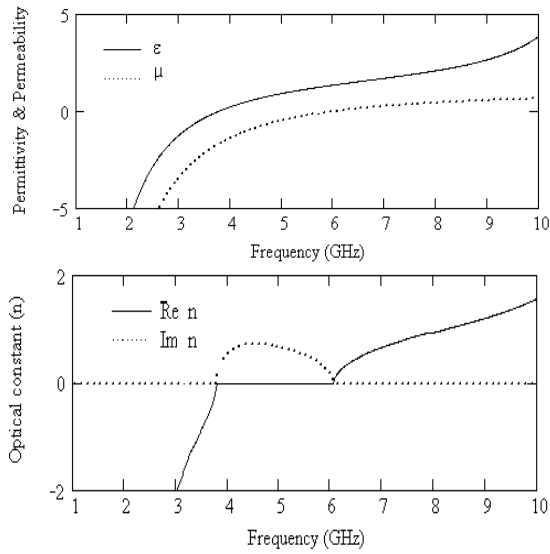 Permittivity & Permeability
5
0
-5
ε
μ
1 2 3 4 5 6 7 8 9 10
Frequency (GHz)
Optical constant (n)
2
0
-2
Re n
Im n
1 2 3 4 5 6 7 8 9 10
Frequency (GHz)